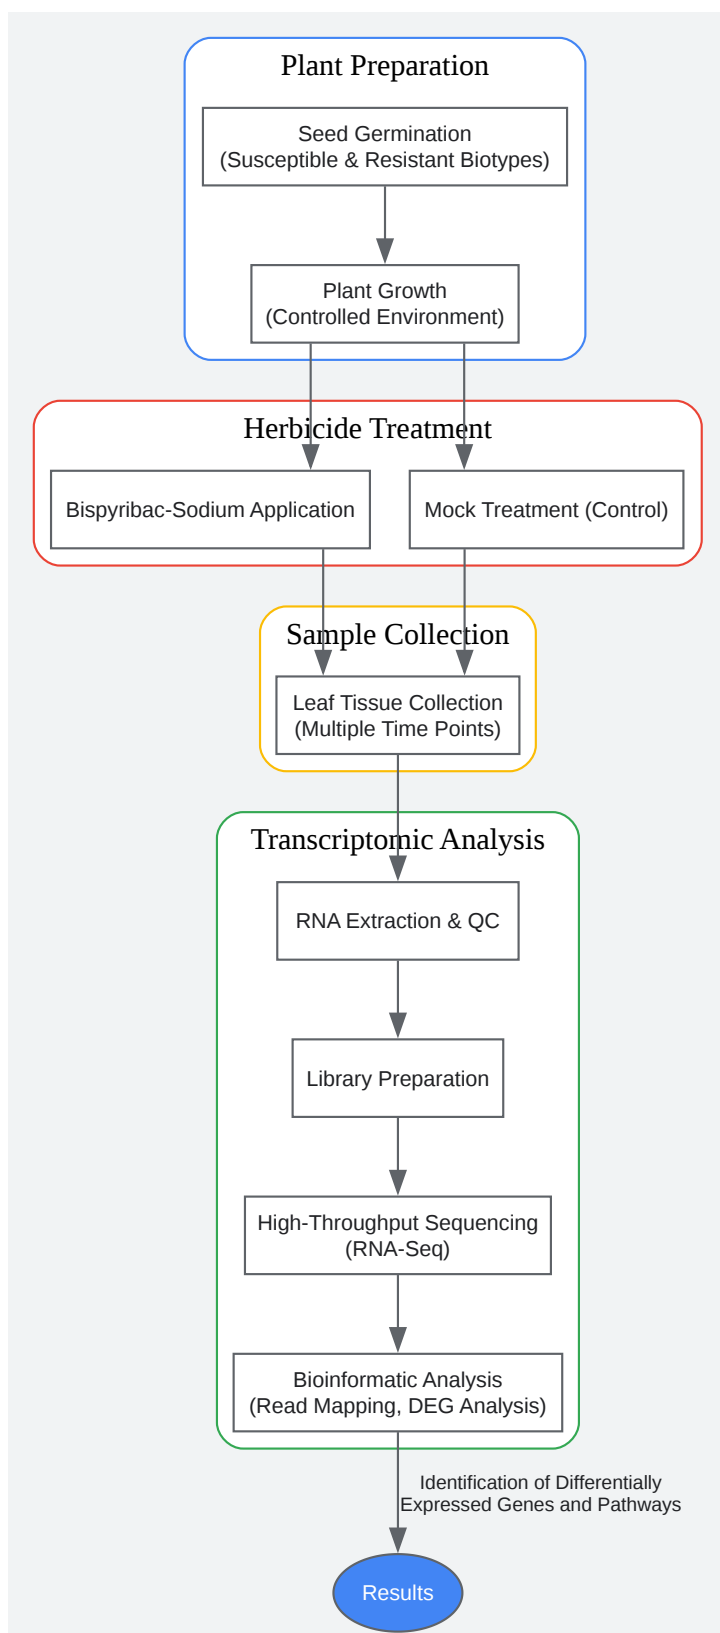 Plant Preparation
Seed Germination
(Susceptible & Resistant Biotypes)
Plant Growth
(Controlled Environment)
Herbicide Treatment
Bispyribac-Sodium Application
Mock Treatment (Control)
Sample Collection
Leaf Tissue Collection
(Multiple Time Points)
Transcriptomic Analysis
RNA Extraction & QC
Library Preparation
High-Throughput Sequencing
(RNA-Seq)
Bioinformatic Analysis
(Read Mapping, DEG Analysis)
Identification of Differentially
Expressed Genes and Pathways
Results